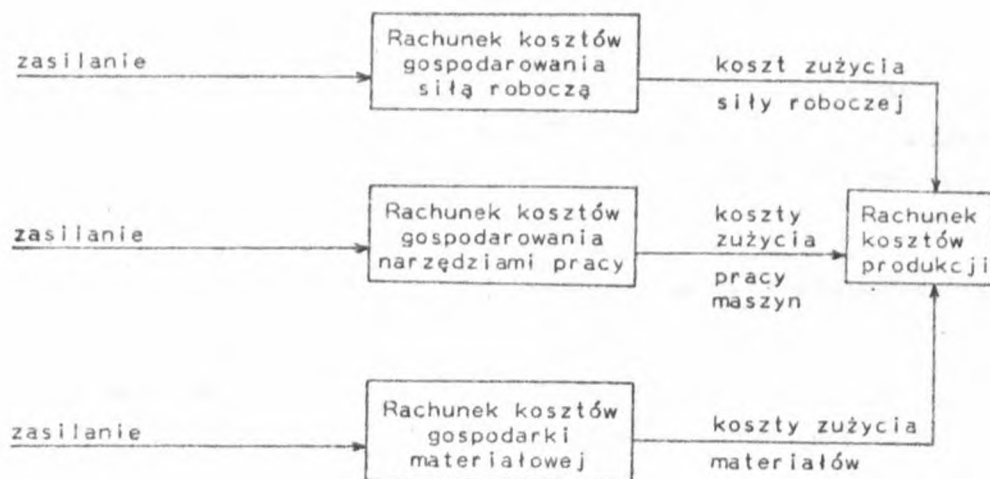 zasilanie
Rachunek kosztów
gospodarowania
siłą roboczą
koszt zużycia
siły roboczej
zasilanie
Rachunek kosztów
gospodarowania
narzędziami pracy
koszty
zużycia
pracy
maszyn
Rachunek
kosztów
produkcji
zasilanie
Rachunek kosztów
gospodarki
materiałowej
koszty zużycia
materiałów